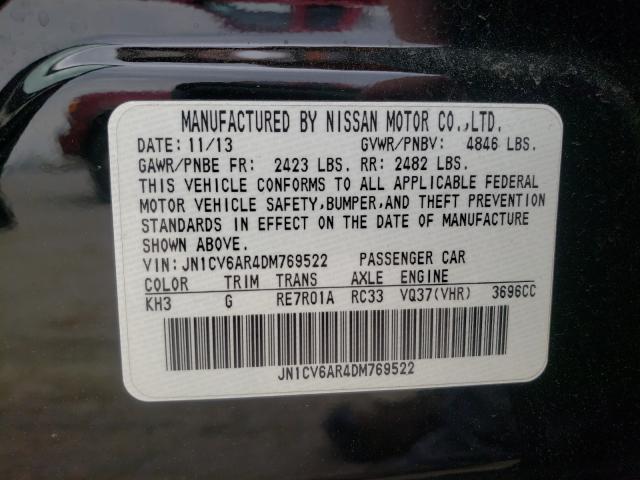 MANUFACTURED BY NISSAN MOTOR CO.,LTD.
DATE: 11/13 GVWR/PNBV: 4846 LBS.
GAWR/PNBE FR: 2423 LBS. RR: 2482 LBS.
THIS VEHICLE CONFORMS TO ALL APPLICABLE FEDERAL
MOTOR VEHICLE SAFETY,BUMPER,AND THEFT PREVENTION
STANDARDS IN EFFECT ON THE DATE OF MANUFACTURE
SHOWN ABOVE.
VIN: JN1CV6AR4DM769522 PASSENGER CAR
COLOR TRIM TRANS AXLE ENGINE
KH3 G RE7R01A RC33 VQ37(VHR) 3696CC
JN1CV6AR4DM769522